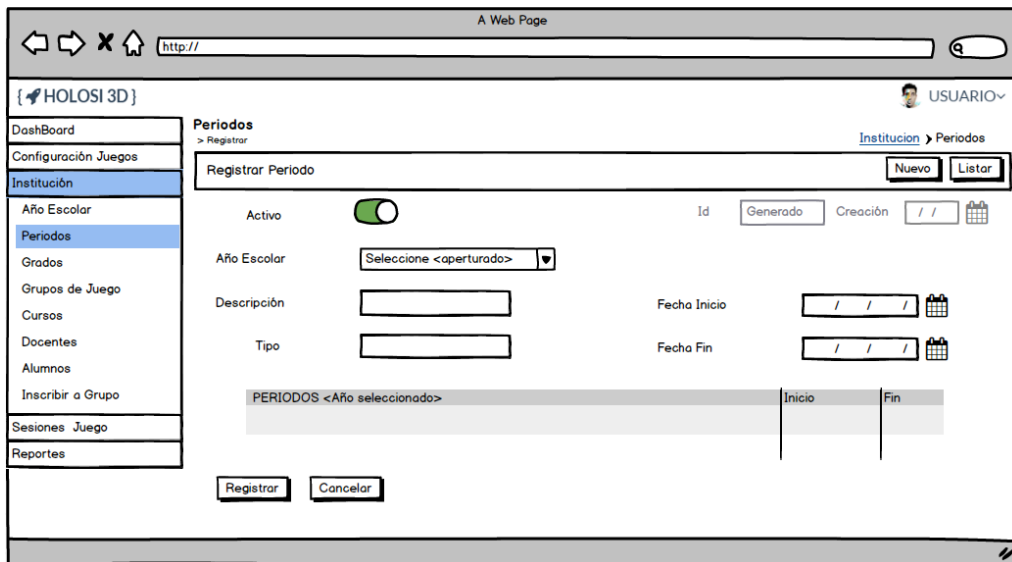 A Web Page
http://
{ HOLOSI 3D }
USUARIO
DashBoard
Configuración Juegos
Institución
Año Escolar
Periodos
Grados
Grupos de Juego
Cursos
Docentes
Alumnos
Inscribir a Grupo
Sesiones Juego
Reportes
Periodos
> Registrar
Institucion Periodos
Registrar Periodo
Nuevo Listar
Activo Id Generado Creación / /
Año Escolar Seleccione <aperturado>
Descripción Fecha Inicio / / /
Tipo Fecha Fin / / /
PERIODOS <Año seleccionado> Inicio Fin
Registrar Cancelar